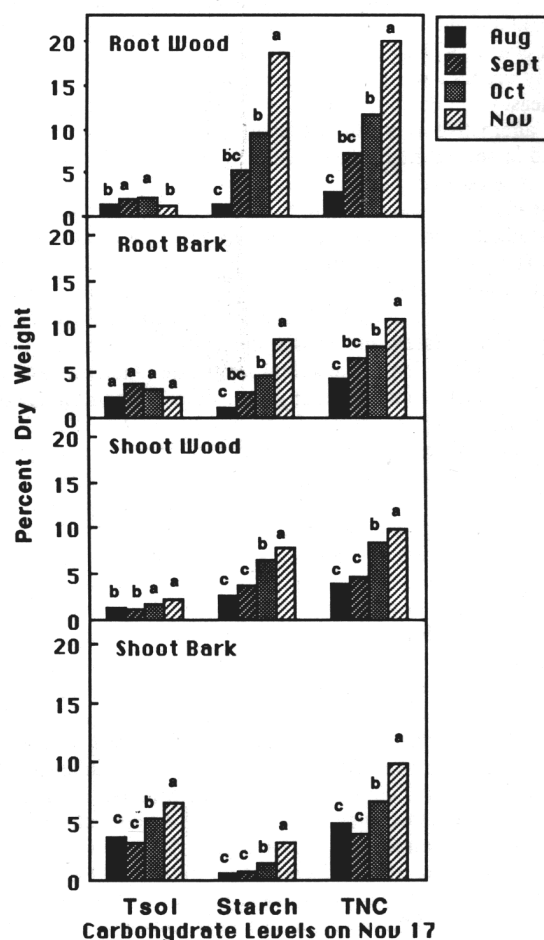 Root Wood
a a
b
b
bc
bc
c
c
b a a b
20
15
10
5
0
Aug
Sept
Oct
Nov
Root Bark
a
a
b
b
bc
bc
c
c
a a a a
20
15
10
5
0
Shoot Wood
a
a
b
b
c c
c c
b b a a
20
15
10
5
0
Shoot Bark
a
a
b
b
c c
a
b
c c
c c
20
15
10
5
0
Percent Dry Weight
Tsol Starch TNC
Carbohydrate Levels on Nov 17